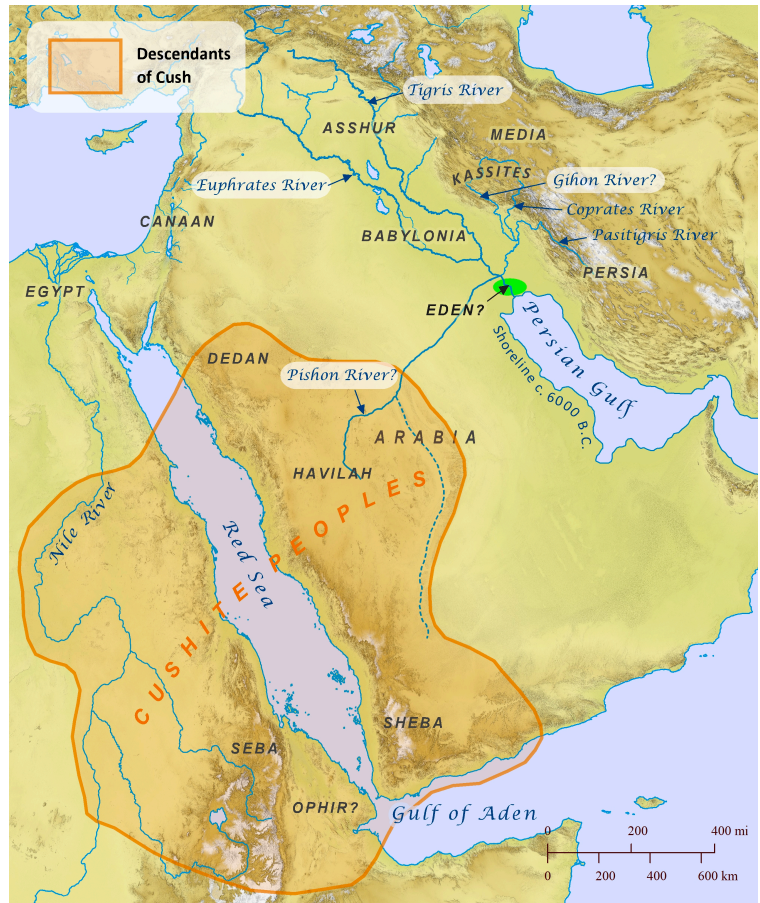 Descendants
of Cush
Tigris River
ASSHUR
MEDIA
KASSITES
Gihon River?
Euphrates River
Coprates River
CANAAN
BABYLONIA
Pasitigris River
PERSIA
EGYPT
EDEN?
Persian Gulf
Shoreline c. 6000 B.C.
DEDAN
Pishon River?
ARABIA
HAVILAH
CUSHITE PEOPLES
Nile River
Red Sea
SHEBA
SEBA
OPHIR?
Gulf of Aden
0 200 400 mi
0 200 400 600 km